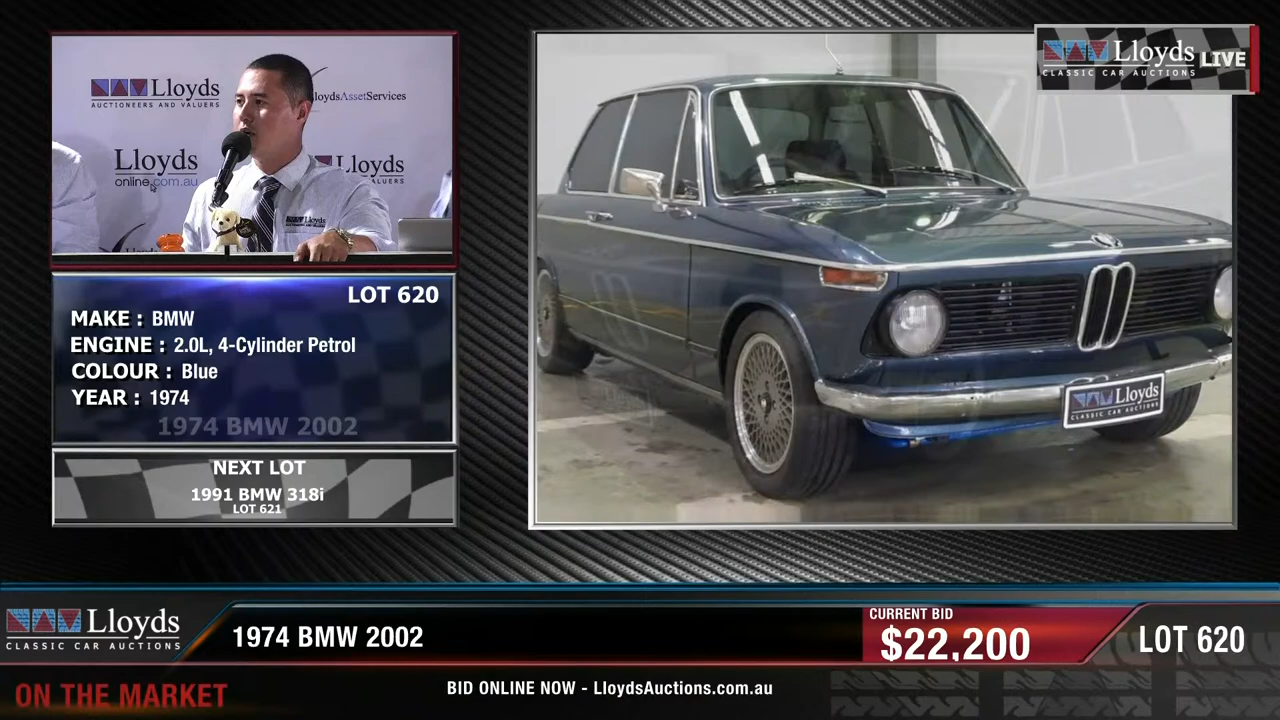 Lloyds
AUCTIONEERS AND VALUERS
LloydsAssetServices
Lloyds
online.com.au
Lloyds
VALUERS
Lloyds
Lloyds LIVE
CLASSIC CAR AUCTIONS
LOT 620
MAKE : BMW
ENGINE : 2.0L, 4-Cylinder Petrol
COLOUR : Blue
YEAR : 1974
1974 BMW 2002
NEXT LOT
1991 BMW 318i
LOT 621
Lloyds
CLASSIC CAR AUCTIONS
Lloyds
CLASSIC CAR AUCTIONS
1974 BMW 2002
CURRENT BID
$22,200
LOT 620
ON THE MARKET
BID ONLINE NOW - LloydsAuctions.com.au